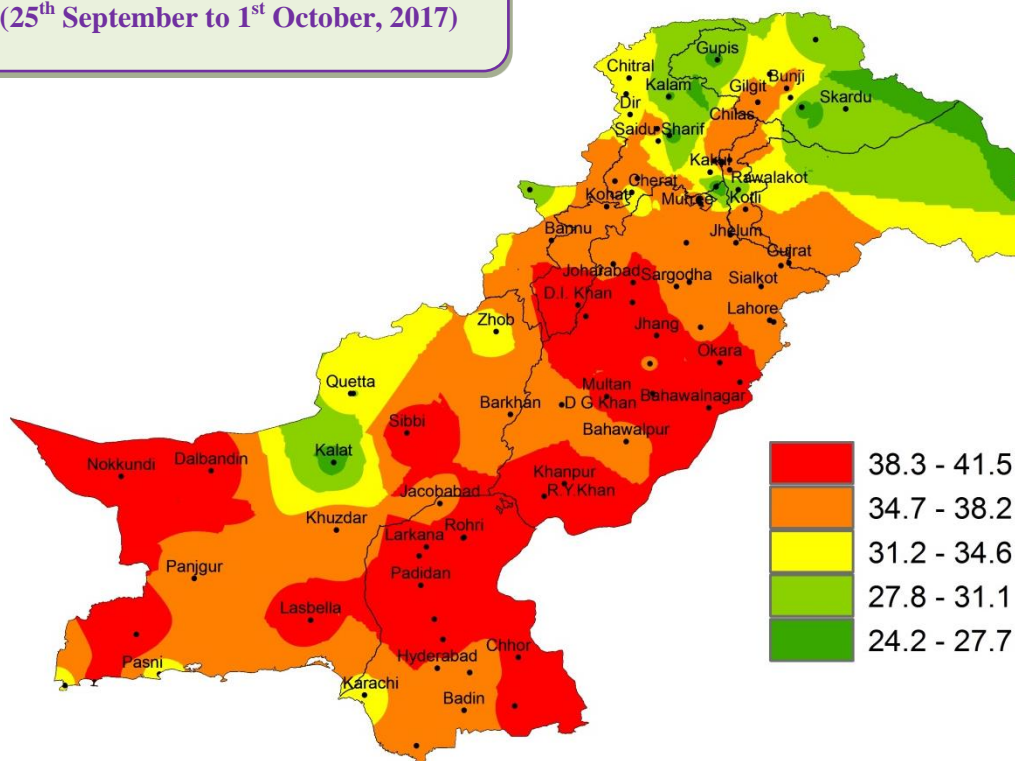 (25th September to 1st October, 2017)
Gupis
Chitral
Bunji
Gilgit
Kalam
Skardu
Dir
Chilas
Saidu Sharif
Kakul
Rawalakot
Cherat
Kohat
Murree
Kotli
Bannu
Jhelum
Gujrat
Joharabad
Sargodha
Sialkot
D.I. Khan
Lahore
Zhob
Jhang
Okara
Quetta
Multan
Bahawalnagar
Barkhan
D G Khan
Sibbi
Bahawalpur
Kalat
Nokkundi
Dalbandin
Khanpur
R.Y Khan
Jacobabad
Khuzdar
Rohri
Larkana
Panjgur
Padidan
Lasbella
Chhor
Hyderabad
Pasni
Karachi
Badin
38.3 - 41.5
34.7 - 38.2
31.2 - 34.6
27.8 - 31.1
24.2 - 27.7